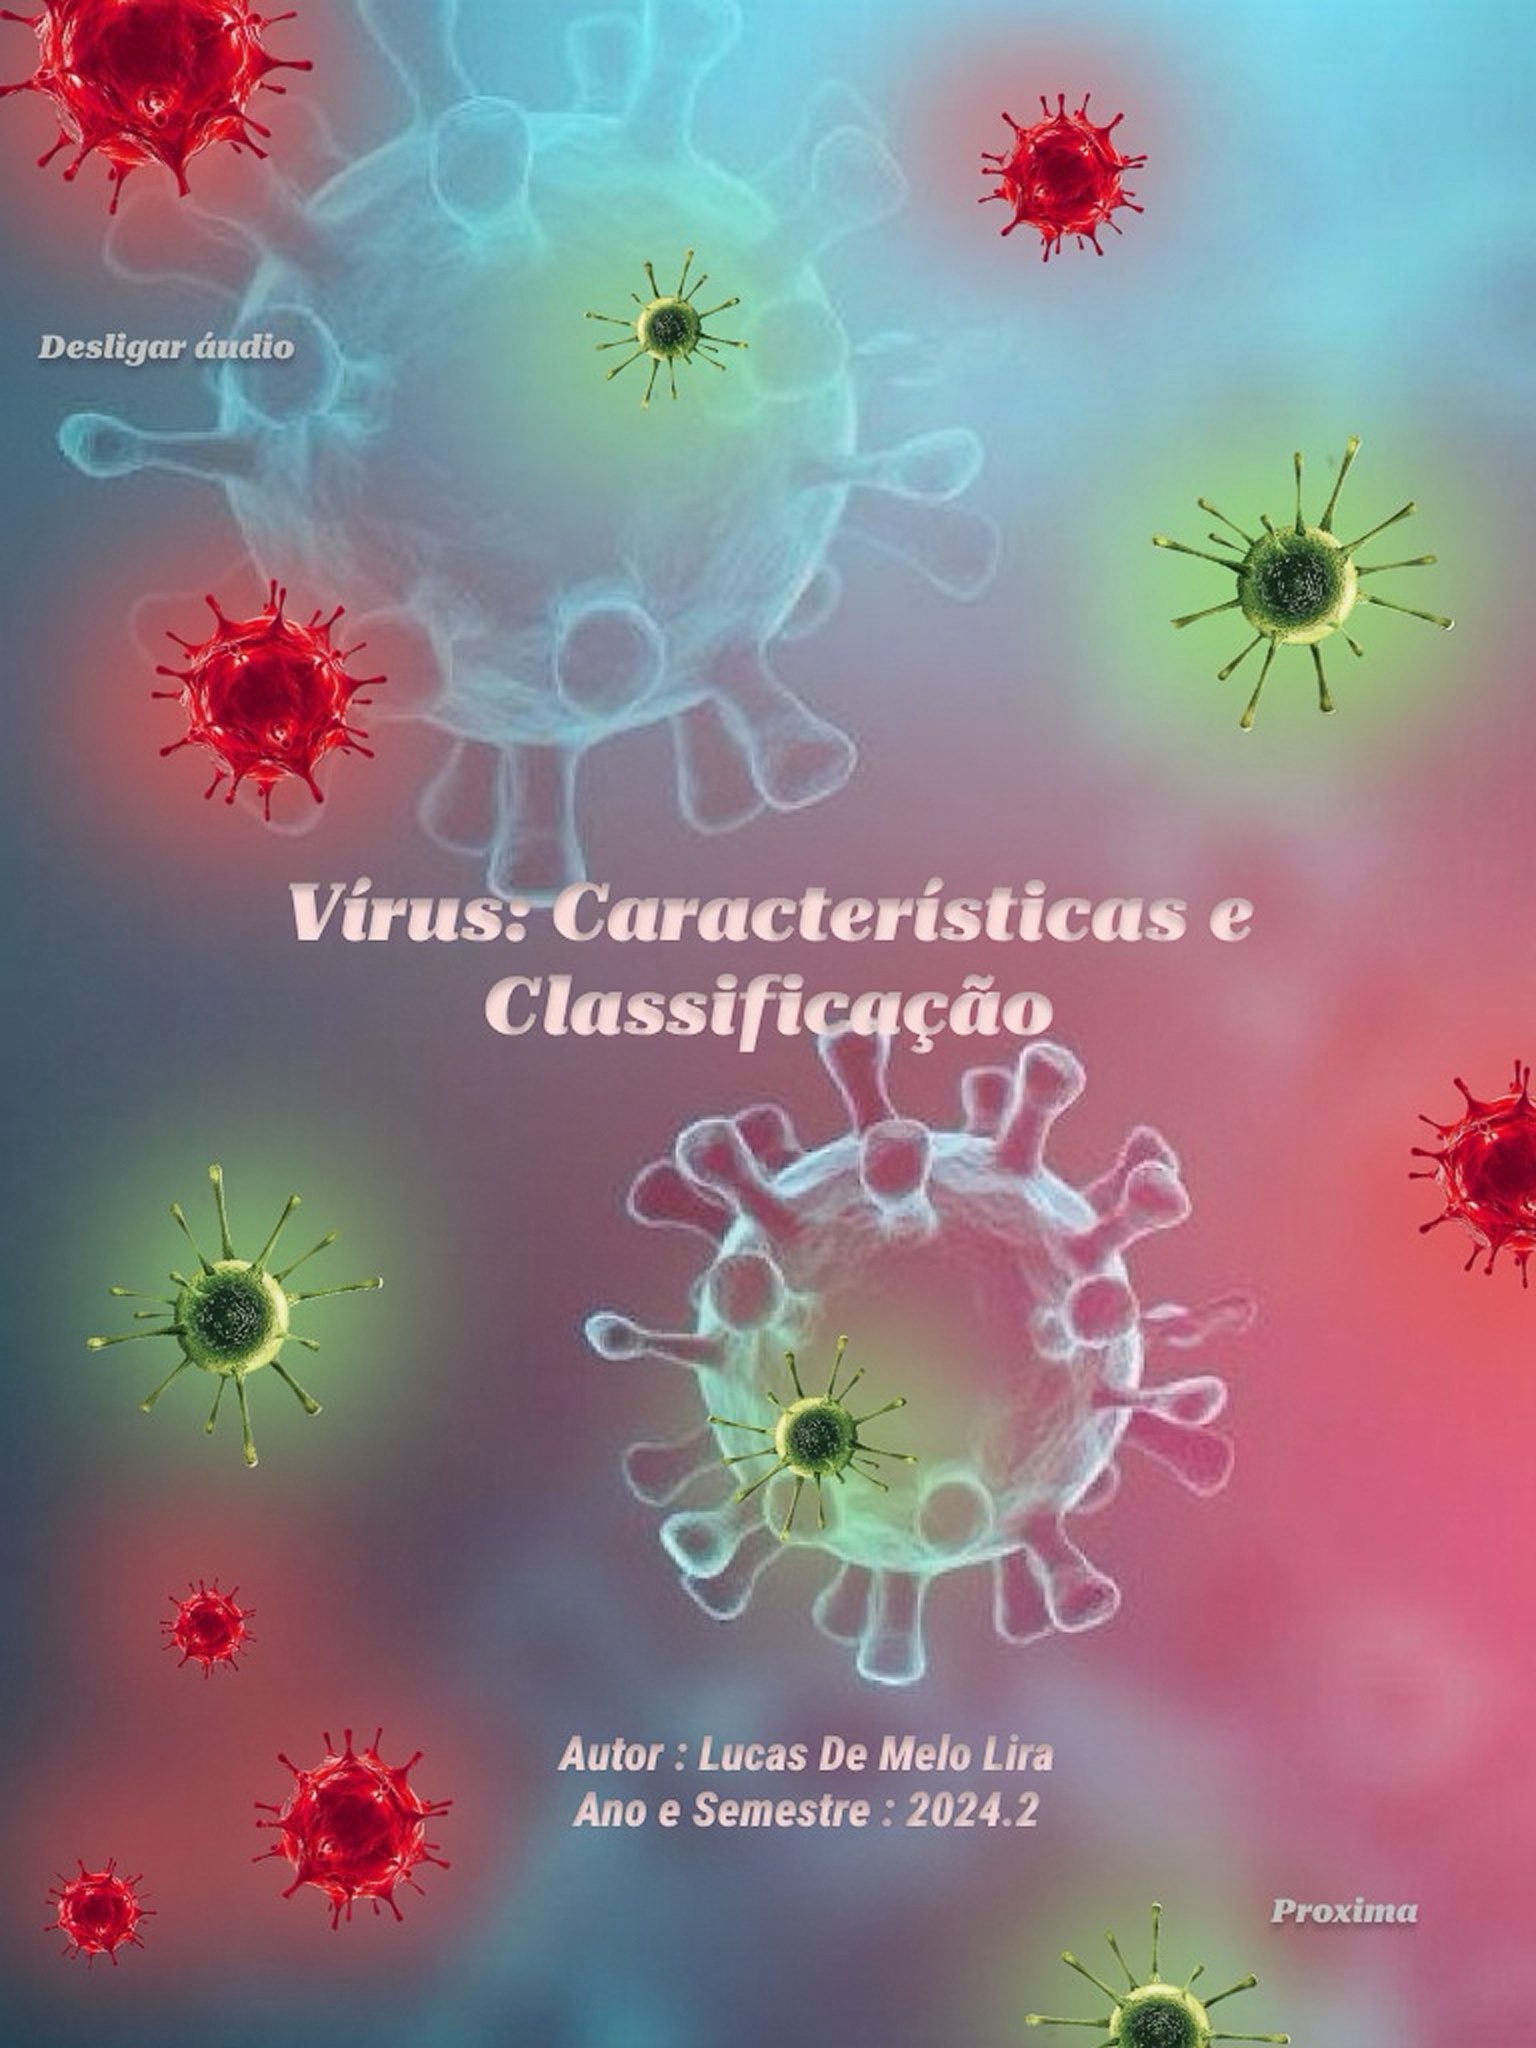 Desligar áudio
Vírus: Características e
Classificação
Autor : Lucas De Melo Lira
Ano e Semestre : 2024.2
Proxima